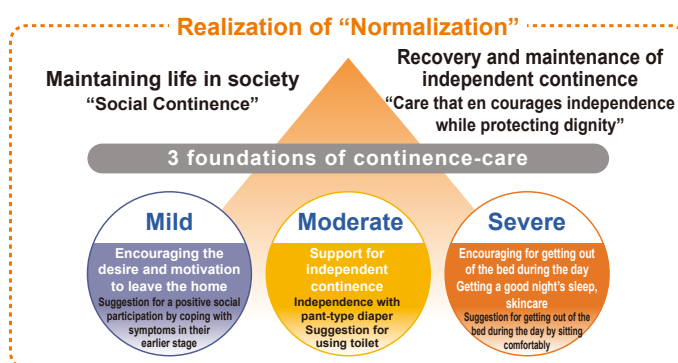 Realization of “Normalization”
Maintaining life in society
“Social Continence”
Recovery and maintenance of
independent continence
“Care that en courages independence
while protecting dignity”
3 foundations of continence-care
Mild
Encouraging the
desire and motivation
to leave the home
Suggestion for a positive social
participation by coping with
symptoms in their
earlier stage
Moderate
Support for
independent
continence
Independence with
pant-type diaper
Suggestion for
using toilet
Severe
Encouraging for getting out
of the bed during the day
Getting a good night’s sleep,
skincare
Suggestion for getting out of the
bed during the day by sitting
comfortably